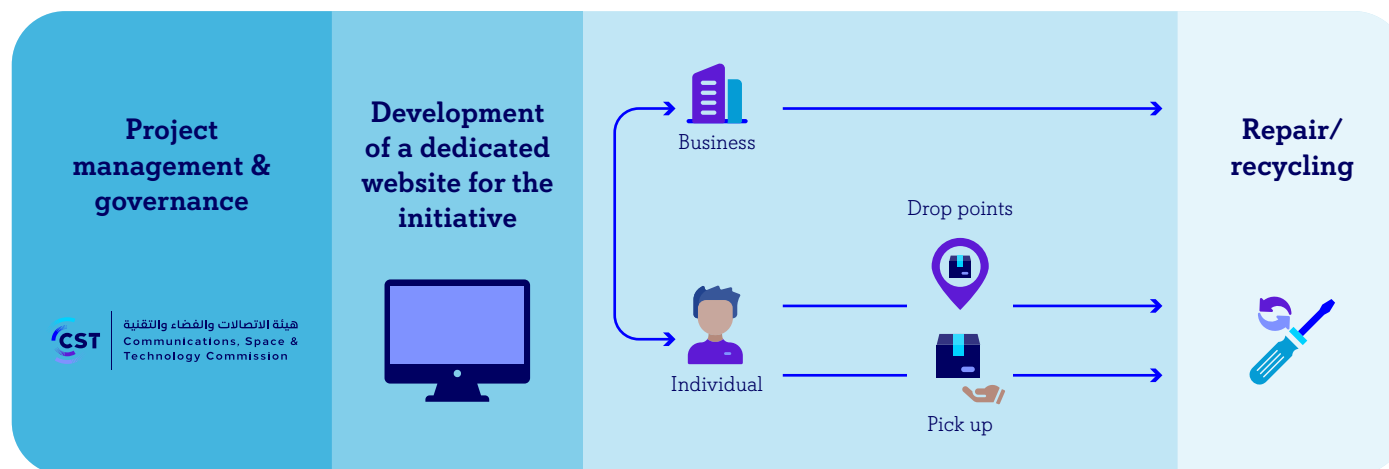 Project
management &
governance
CST
هيئة الاتصالات والفضاء والتقنية
Communications, Space &
Technology Commission
Development
of a dedicated
website for the
initiative
Business
Individual
Drop points
Pick up
Repair/
recycling